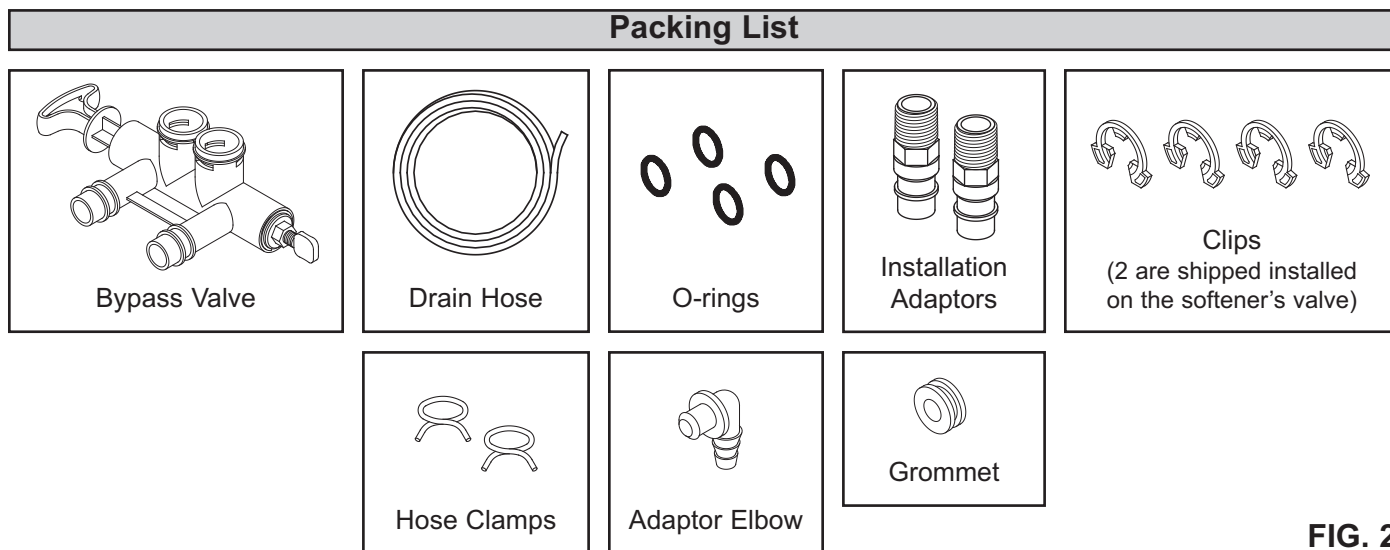 Packing List
Bypass Valve
Drain Hose
O-rings
Installation
Adaptors
Clips
(2 are shipped installed
on the softener’s valve)
Hose Clamps
Adaptor Elbow
Grommet
FIG. 2